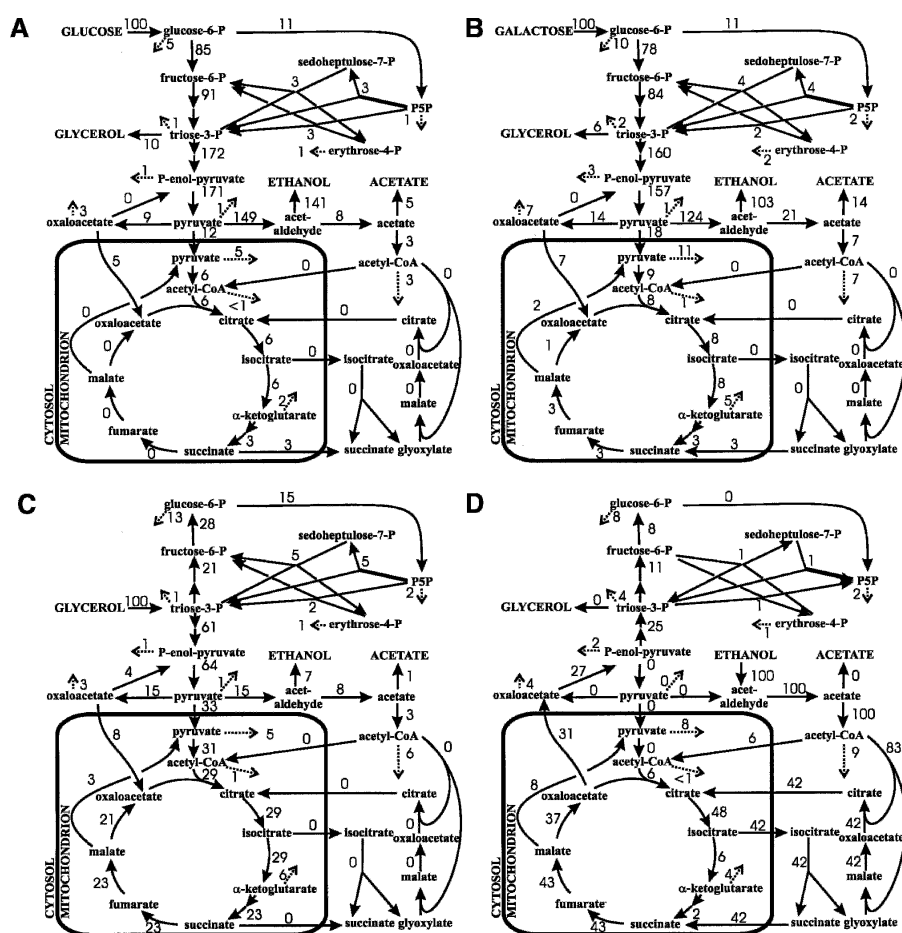 A
GLUCOSE 100 glucose-6-P 11
5 85
fructose-6-P
sedoheptulose-7-P
91 3 3
P5P
1
GLYCEROL 10 1 triose-3-P 3
1 erythrose-4-P
172
1 P-enol-pyruvate
0 171 1
ETHANOL ACETATE
3 141 5
oxaloacetate 9 pyruvate 149 acet-aldehyde 8 acetate
12 3
5 pyruvate 5 0 acetyl-CoA 0
6 3
acetyl-CoA
0 6 <1 0
oxaloacetate citrate citrate
0 6 0
isocitrate 0 isocitrate oxaloacetate
malate 6 0 0
malate
0 2 α-ketoglutarate
fumarate 3
0 succinate 3 succinate glyoxylate
CYTOSOL
MITOCHONDRION
B
GALACTOSE 100 glucose-6-P 11
10 78
fructose-6-P
sedoheptulose-7-P
84 4 4
P5P
2
GLYCEROL 6 2 triose-3-P 2
2 erythrose-4-P
160
3 P-enol-pyruvate
0 157 1
ETHANOL ACETATE
7 103 14
oxaloacetate 14 pyruvate 124 acet-aldehyde 21 acetate
18 7
7 pyruvate 11 0 acetyl-CoA 0
9 7
acetyl-CoA
2 8 1 0
oxaloacetate citrate citrate
1 8 0
isocitrate 0 isocitrate oxaloacetate
malate 8 0 0
malate
3 5 α-ketoglutarate
fumarate 3
3 succinate 3 succinate glyoxylate
CYTOSOL
MITOCHONDRION
C
glucose-6-P 15
13 28
fructose-6-P
sedoheptulose-7-P
21 5 5
P5P
2
GLYCEROL 100 1 triose-3-P 2
1 erythrose-4-P
61
1 P-enol-pyruvate
4 64 1
ETHANOL ACETATE
3 7 1
oxaloacetate 15 pyruvate 15 acet-aldehyde 8 acetate
33 3
8 pyruvate 5 0 acetyl-CoA 0
31 6
acetyl-CoA
3 29 1 0
oxaloacetate citrate citrate
21 29 0
isocitrate 0 isocitrate oxaloacetate
malate 29 0 0
malate
23 6 α-ketoglutarate
fumarate 23
23 succinate 0 succinate glyoxylate
CYTOSOL
MITOCHONDRION
D
glucose-6-P 0
8 8
fructose-6-P
sedoheptulose-7-P
11 1 1
P5P
2
GLYCEROL 0 4 triose-3-P 1
1 erythrose-4-P
25
2 P-enol-pyruvate
27 0 0
ETHANOL ACETATE
4 100 0
oxaloacetate 0 pyruvate 0 acet-aldehyde 100 acetate
0 100
31 pyruvate 8 6 acetyl-CoA 83
0 9
acetyl-CoA
8 6 <1 42
oxaloacetate citrate citrate
37 48 42
isocitrate 42 isocitrate oxaloacetate
malate 6 42 42
malate
43 4 α-ketoglutarate
fumarate 2
43 succinate 42 succinate glyoxylate
CYTOSOL
MITOCHONDRION